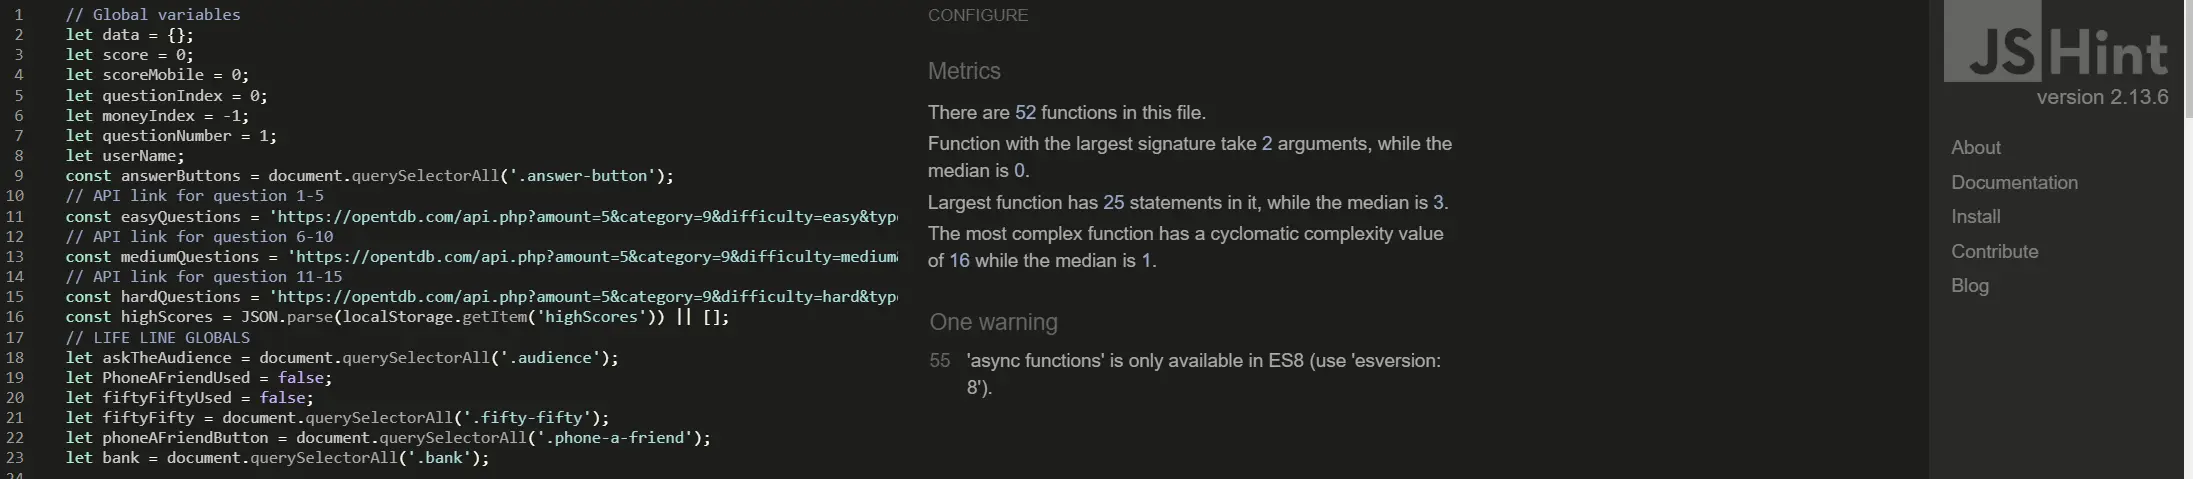 1 // Global variables
2 let data = {};
3 let score = 0;
4 let scoreMobile = 0;
5 let questionIndex = 0;
6 let moneyIndex = -1;
7 let questionNumber = 1;
8 let userName;
9 const answerButtons = document.querySelectorAll('.answer-button');
10 // API link for question 1-5
11 const easyQuestions = 'https://opentdb.com/api.php?amount=5&category=9&difficulty=easy&type
12 // API link for question 6-10
13 const mediumQuestions = 'https://opentdb.com/api.php?amount=5&category=9&difficulty=medium&
14 // API link for question 11-15
15 const hardQuestions = 'https://opentdb.com/api.php?amount=5&category=9&difficulty=hard&type
16 const highScores = JSON.parse(localStorage.getItem('highScores')) || [];
17 // LIFE LINE GLOBALS
18 let askTheAudience = document.querySelectorAll('.audience');
19 let PhoneAFriendUsed = false;
20 let fiftyFiftyUsed = false;
21 let fiftyFifty = document.querySelectorAll('.fifty-fifty');
22 let phoneAFriendButton = document.querySelectorAll('.phone-a-friend');
23 let bank = document.querySelectorAll('.bank');
24
CONFIGURE
Metrics
There are 52 functions in this file.
Function with the largest signature take 2 arguments, while the
median is 0.
Largest function has 25 statements in it, while the median is 3.
The most complex function has a cyclomatic complexity value
of 16 while the median is 1.
One warning
55 'async functions' is only available in ES8 (use 'esversion:
8').
JSHint
version 2.13.6
About
Documentation
Install
Contribute
Blog